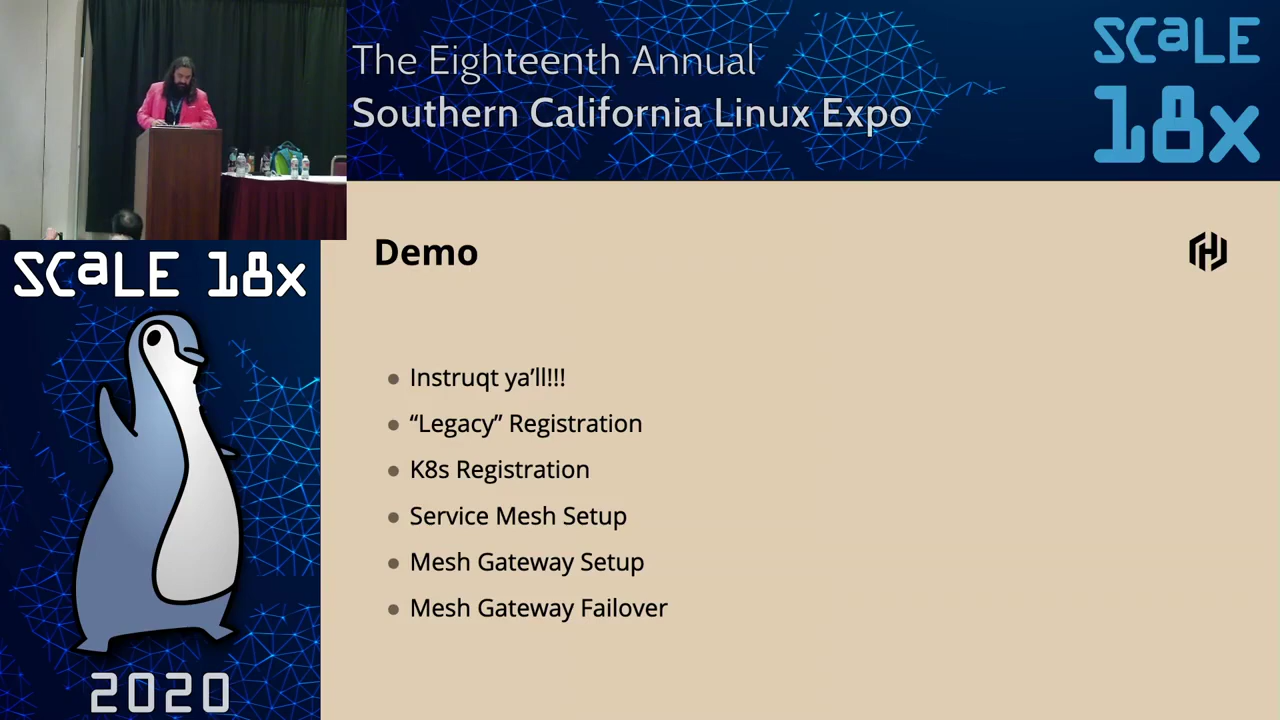 The Eighteenth Annual
Southern California Linux Expo
SCaLE
18x
SCaLE 18x
2020
Demo
Instruqt ya’ll!!!
“Legacy” Registration
K8s Registration
Service Mesh Setup
Mesh Gateway Setup
Mesh Gateway Failover